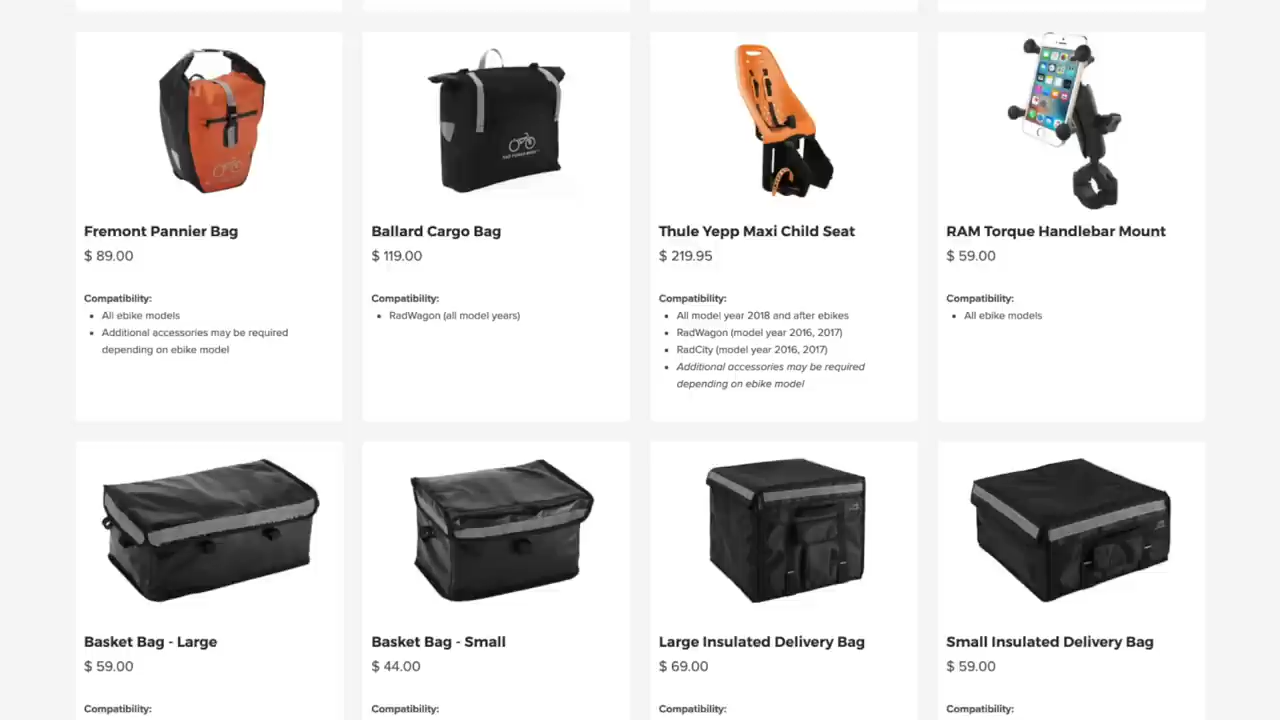 Fremont Pannier Bag
$ 89.00
Compatibility:
All ebike models
Additional accessories may be required
depending on ebike model
Ballard Cargo Bag
$ 119.00
Compatibility:
RadWagon (all model years)
Thule Yepp Maxi Child Seat
$ 219.95
Compatibility:
All model year 2018 and after ebikes
RadWagon (model year 2016, 2017)
RadCity (model year 2016, 2017)
Additional accessories may be required
depending on ebike model
RAM Torque Handlebar Mount
$ 59.00
Compatibility:
All ebike models
Basket Bag - Large
$ 59.00
Compatibility:
Basket Bag - Small
$ 44.00
Compatibility:
Large Insulated Delivery Bag
$ 69.00
Compatibility:
Small Insulated Delivery Bag
$ 59.00
Compatibility: